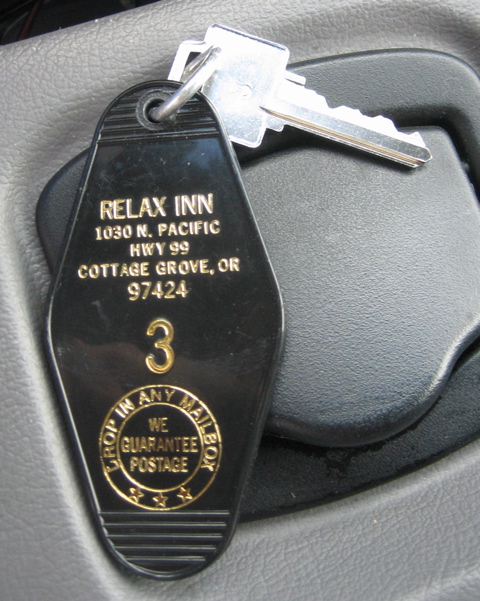 RELAX INN
1030 N. PACIFIC
HWY 99
COTTAGE GROVE, OR
97424
3
DROP IN ANY MAILBOX
WE
GUARANTEE
POSTAGE